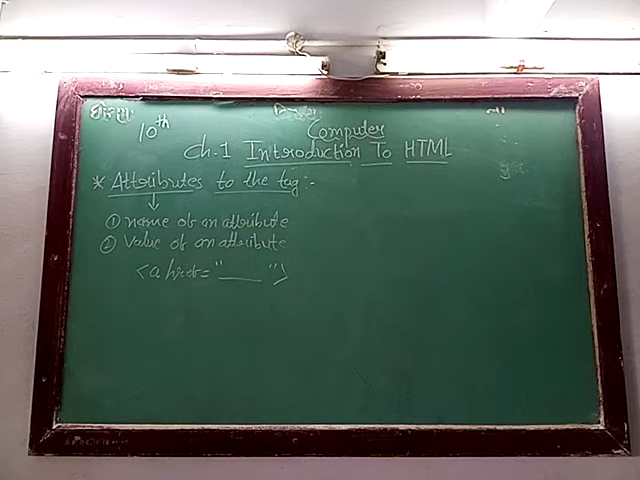 10th
Computer
Ch.1 Introduction To HTML
* Attributes to the tag:-
① name of an attribute
② Value of an attribute
<a href="____">